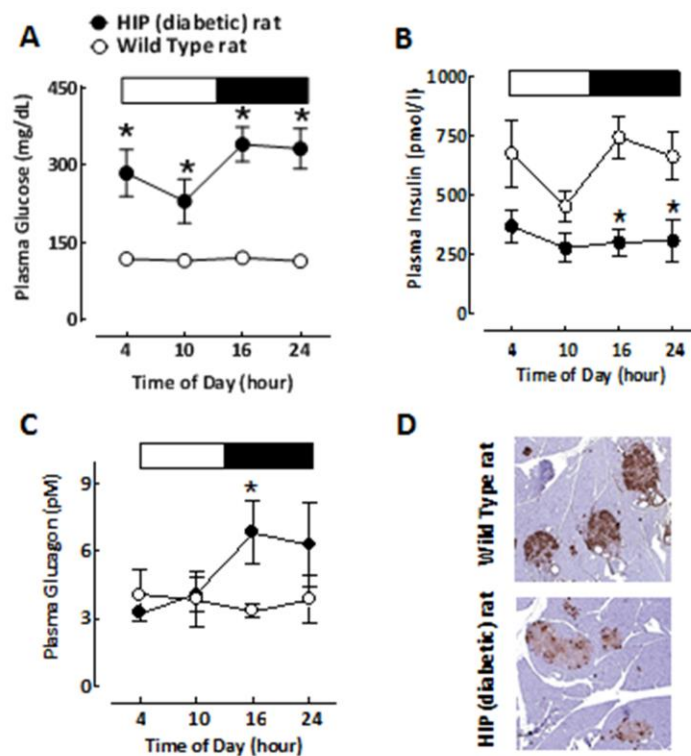 A
HIP (diabetic) rat
Wild Type rat
Plasma Glucose (mg/dL)
450
300
150
0
* * * *
4 10 16 24
Time of Day (hour)
B
Plasma Insulin (pmol/l)
1000
750
500
250
0
* *
4 10 16 24
Time of Day (hour)
C
Plasma Glucagon (pM)
9
6
3
0
*
4 10 16 24
Time of Day (hour)
D
Wild Type rat
HIP (diabetic) rat